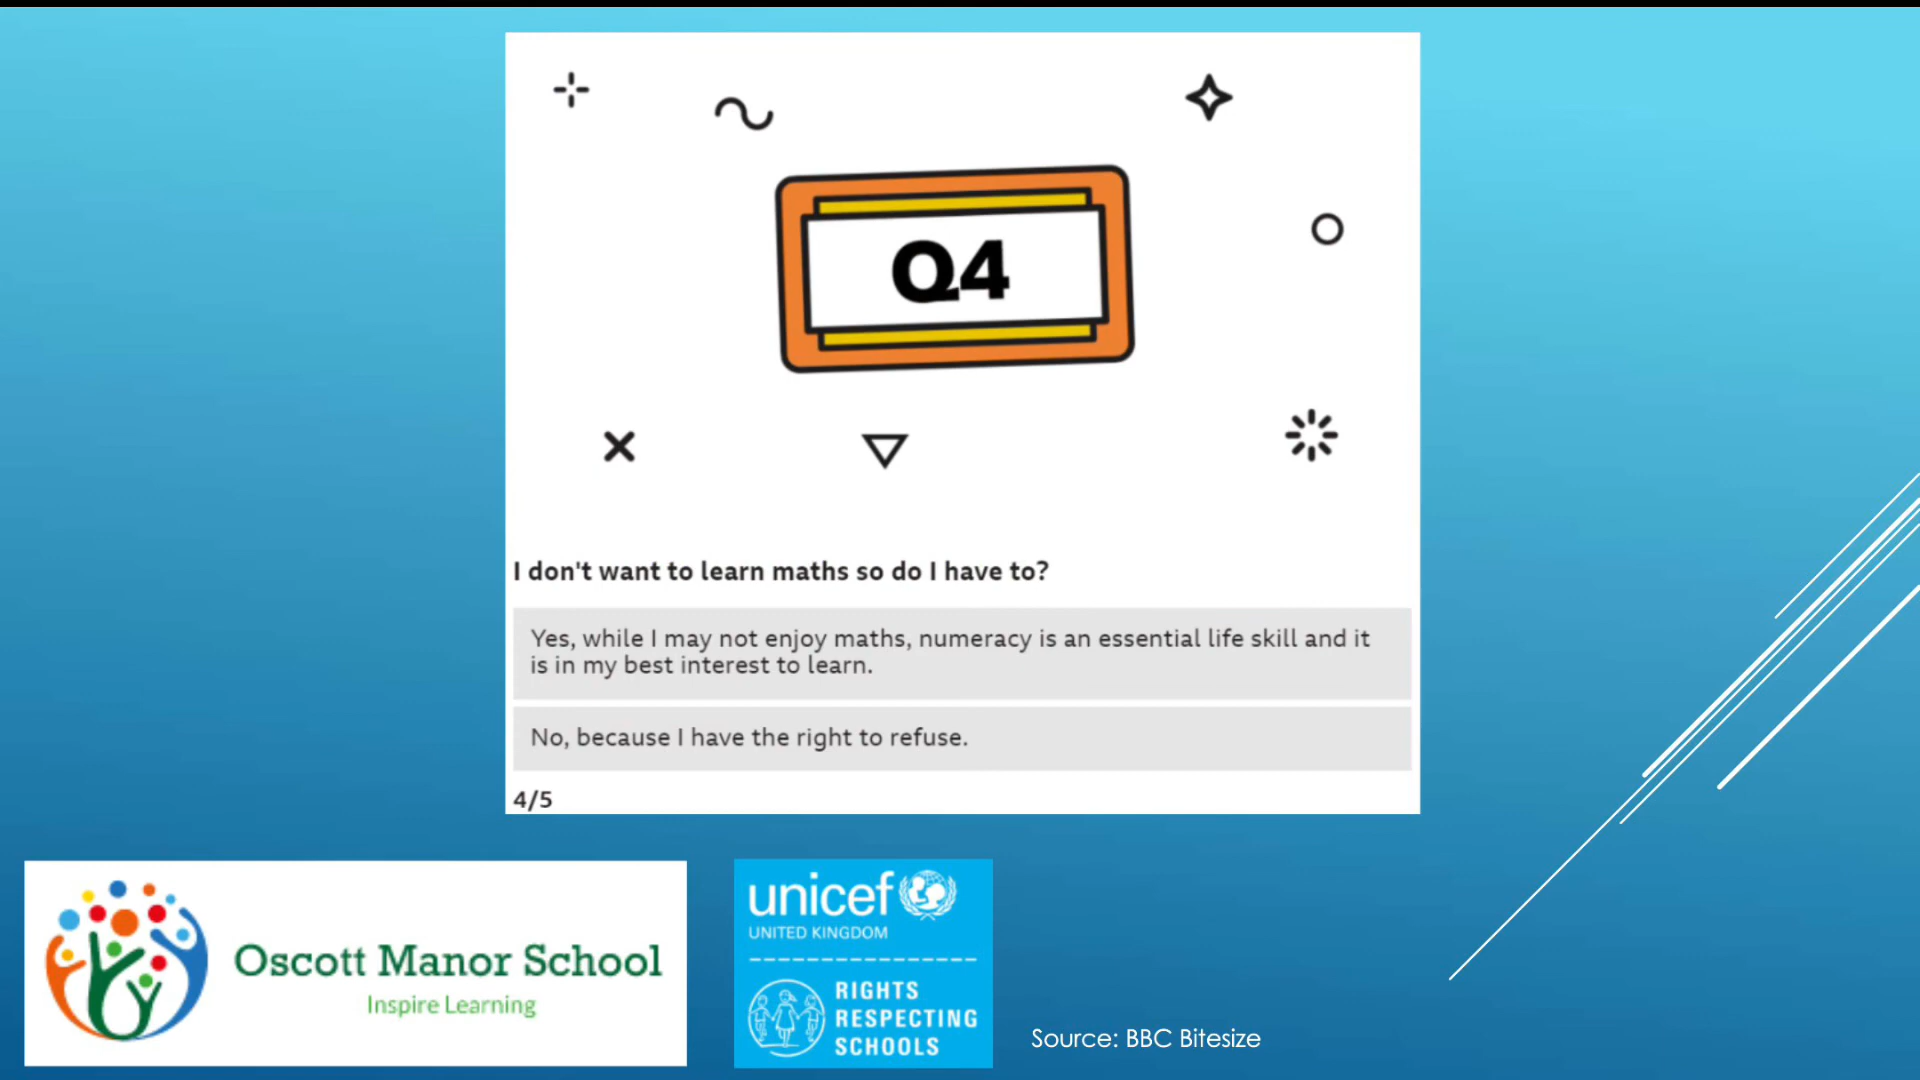 Q4
I don't want to learn maths so do I have to?
Yes, while I may not enjoy maths, numeracy is an essential life skill and it
is in my best interest to learn.
No, because I have the right to refuse.
4/5
Oscott Manor School
Inspire Learning
unicef
UNITED KINGDOM
RIGHTS
RESPECTING
SCHOOLS
Source: BBC Bitesize